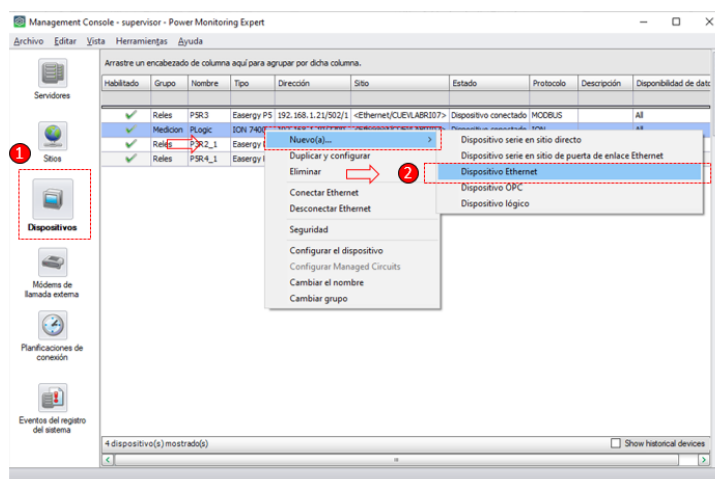 Management Console - supervisor - Power Monitoring Expert
Archivo Editar Vista Herramientas Ayuda
Arrastre un encabezado de columna aquí para agrupar por dicha columna.
Habilitado Grupo Nombre Tipo Dirección Sitio Estado Protocolo Descripción Disponibilidad de datc
Servidores
Reles P5R3 Easergy P5 192.168.1.21/502/1 <Ethernet/CUEVLABRI07> Dispositivo conectado MODBUS All
Medicion PLogic ION 7400
Reles P3R2_1 Easergy
Reles P5R4_1 Easergy
1
Sitios
Nuevo(a)... >
Duplicar y configurar
Eliminar
Conectar Ethernet
Desconectar Ethernet
Seguridad
Configurar el dispositivo
Configurar Managed Circuits
Cambiar el nombre
Cambiar grupo
2
Dispositivo serie en sitio directo
Dispositivo serie en sitio de puerta de enlace Ethernet
Dispositivo Ethernet
Dispositivo OPC
Dispositivo lógico
Dispositivos
Módems de
llamada externa
Planificaciones de
conexión
Eventos del registro
del sistema
4 dispositivo(s) mostrado(s) Show historical devices